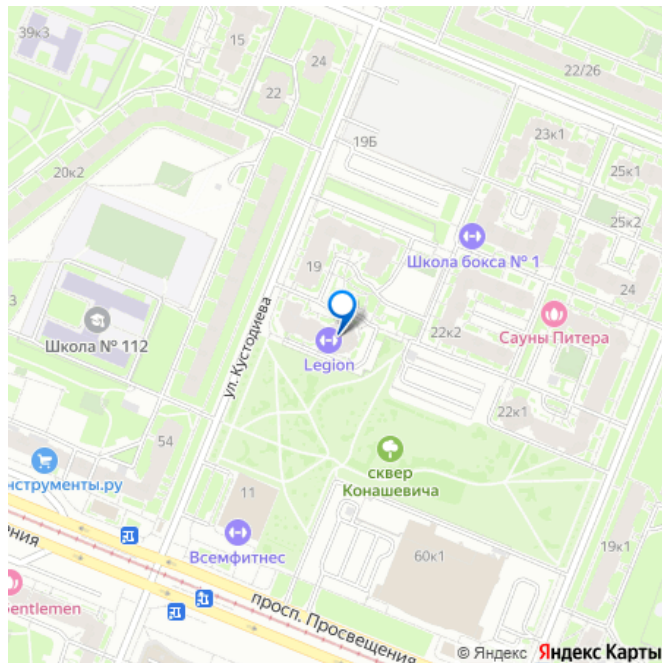 39к3
15
24
22/26
22
19Б
23к1
25к1
20к2
25к2
Школа бокса № 1
19
24
3
Школа № 112
ул. Кустодиева
22к2
Сауны Питера
Legion
22к1
54
сквер
Конашевича
нструменты.ру
11
Всемфитнес
60к1
19к1
ения
entlemen
просп. Просвещения
© Яндекс Яндекс Карты